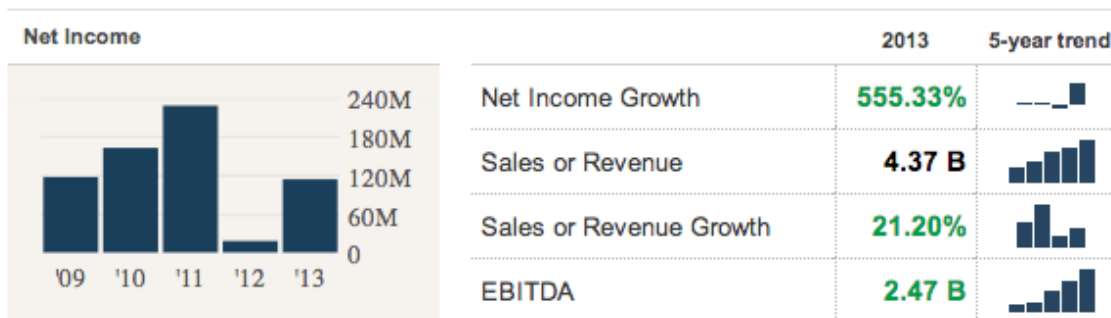 Net Income
240M
180M
120M
60M
0
'09 '10 '11 '12 '13
2013 5-year trend
Net Income Growth 555.33%
Sales or Revenue 4.37 B
Sales or Revenue Growth 21.20%
EBITDA 2.47 B